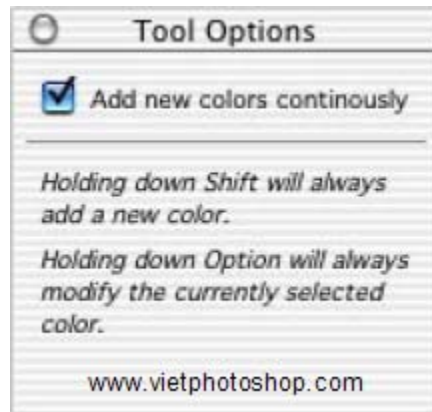 Tool Options
Add new colors continously
Holding down Shift will always
add a new color.
Holding down Option will always
modify the currently selected
color.
www.vietphotoshop.com